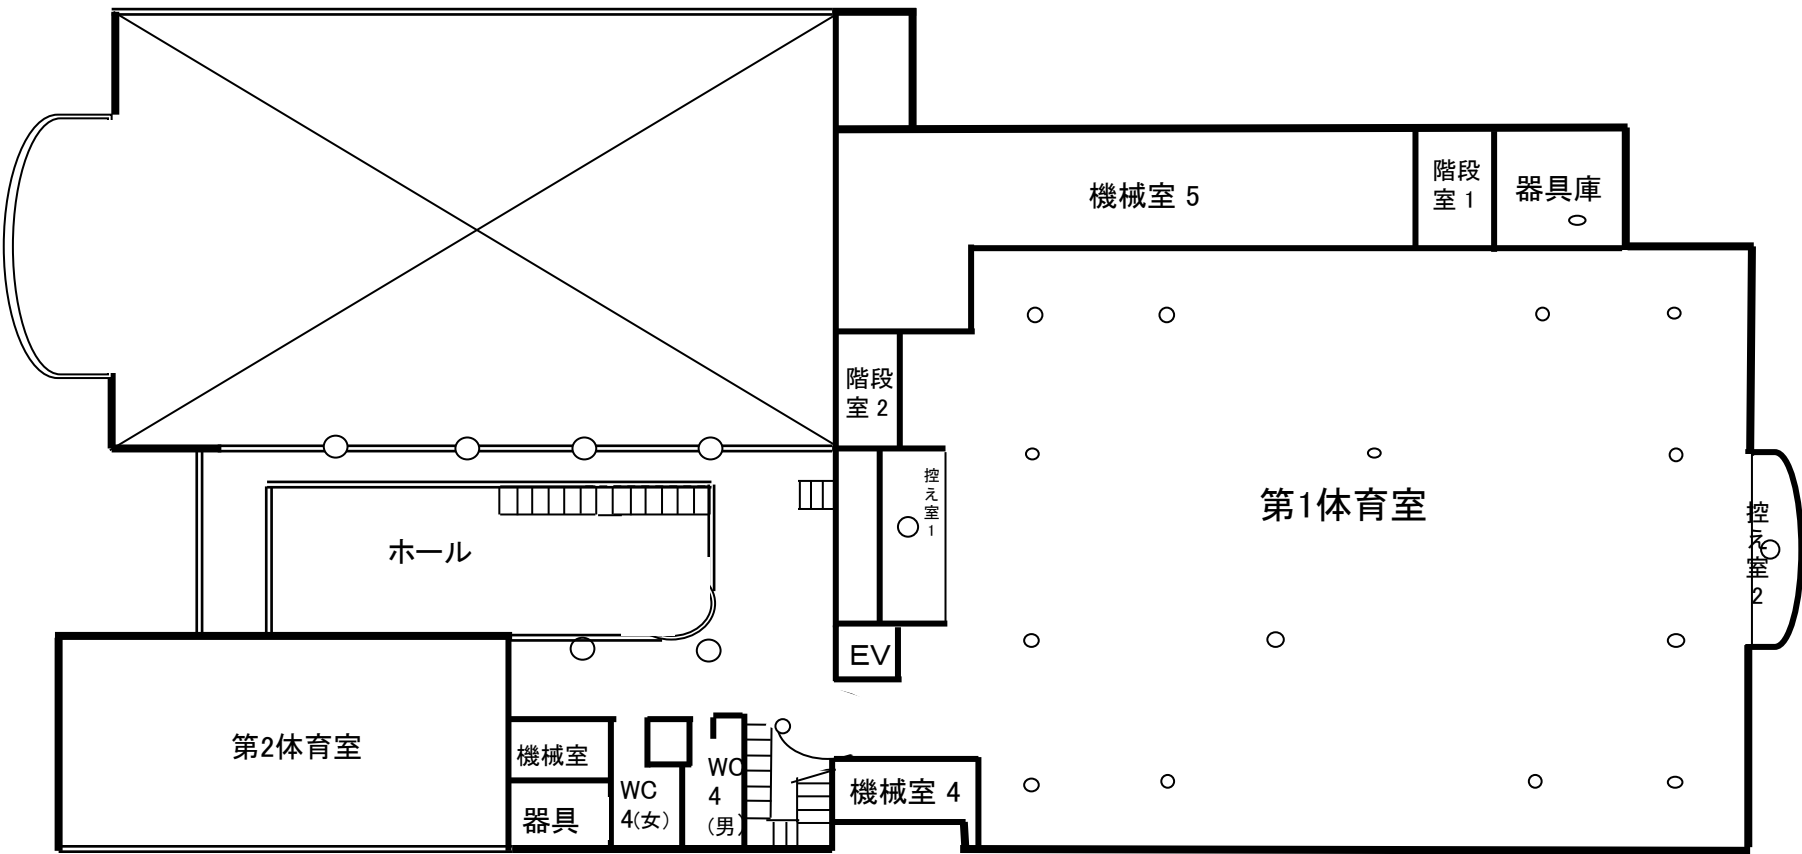 機械室 5
階段
室 1
器具庫
階段
室 2
控
え
室
1
第1体育室
控
え
室
2
ホール
EV
第2体育室
機械室
器具
WC
4(女)
WC
4
(男)
機械室 4